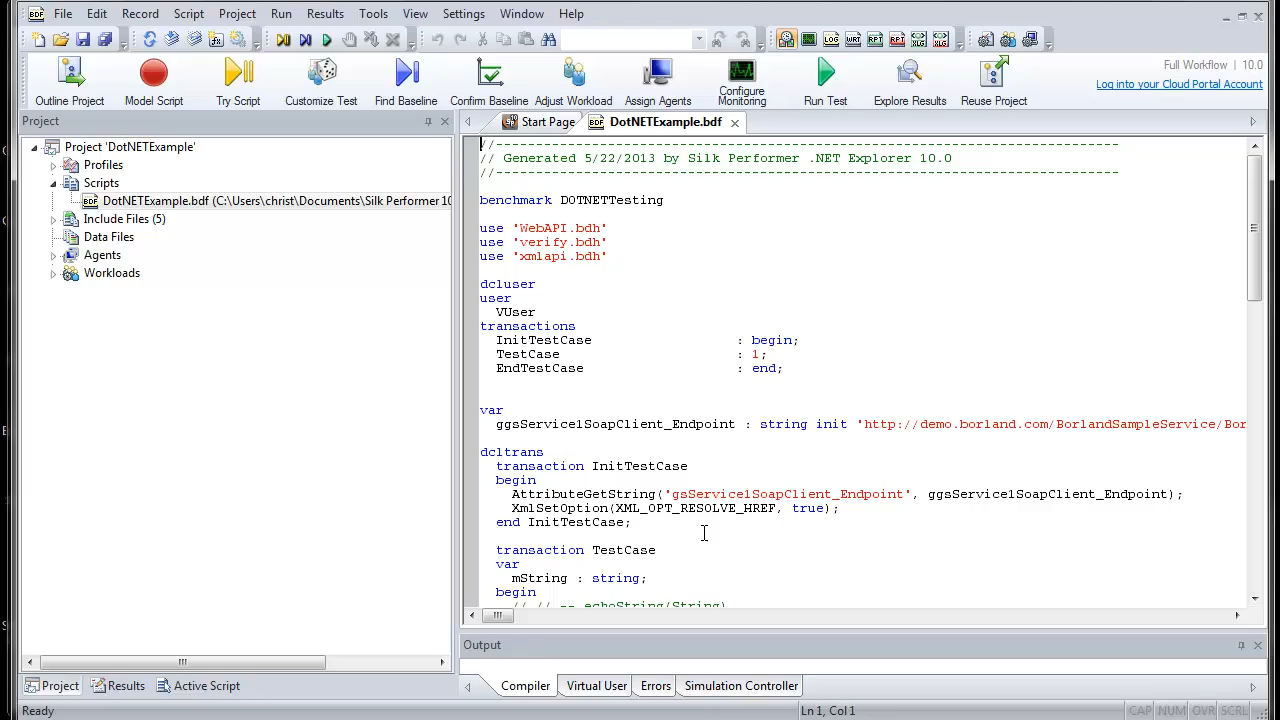 BDF File Edit Record Script Project Run Results Tools View Settings Window Help
Outline Project Model Script Try Script Customize Test Find Baseline Confirm Baseline Adjust Workload Assign Agents Configure Monitoring Run Test Explore Results Reuse Project
Full Workflow | 10.0
Log into your Cloud Portal Account
Project
Project 'DotNETExample'
Profiles
Scripts
BDF DotNETExample.bdf (C:\Users\christ\Documents\Silk Performer 10
Include Files (5)
Data Files
Agents
Workloads
Start Page
BDF DotNETExample.bdf
//------------------------------------------------------------------------------
// Generated 5/22/2013 by Silk Performer .NET Explorer 10.0
//------------------------------------------------------------------------------
benchmark DOTNETTesting
use 'WebAPI.bdh'
use 'verify.bdh'
use 'xmlapi.bdh'
dcluser
user
VUser
transactions
InitTestCase : begin;
TestCase : 1;
EndTestCase : end;
var
ggsService1SoapClient_Endpoint : string init 'http://demo.borland.com/BorlandSampleService/Bor
dcltrans
transaction InitTestCase
begin
AttributeGetString('gsService1SoapClient_Endpoint', ggsService1SoapClient_Endpoint);
XmlSetOption(XML_OPT_RESOLVE_HREF, true);
end InitTestCase;
transaction TestCase
var
mString : string;
begin
// // -- echoString(String)
Output
Project Results Active Script
Compiler Virtual User Errors Simulation Controller
Ready
Ln 1, Col 1
CAP NUM OVR SCRL